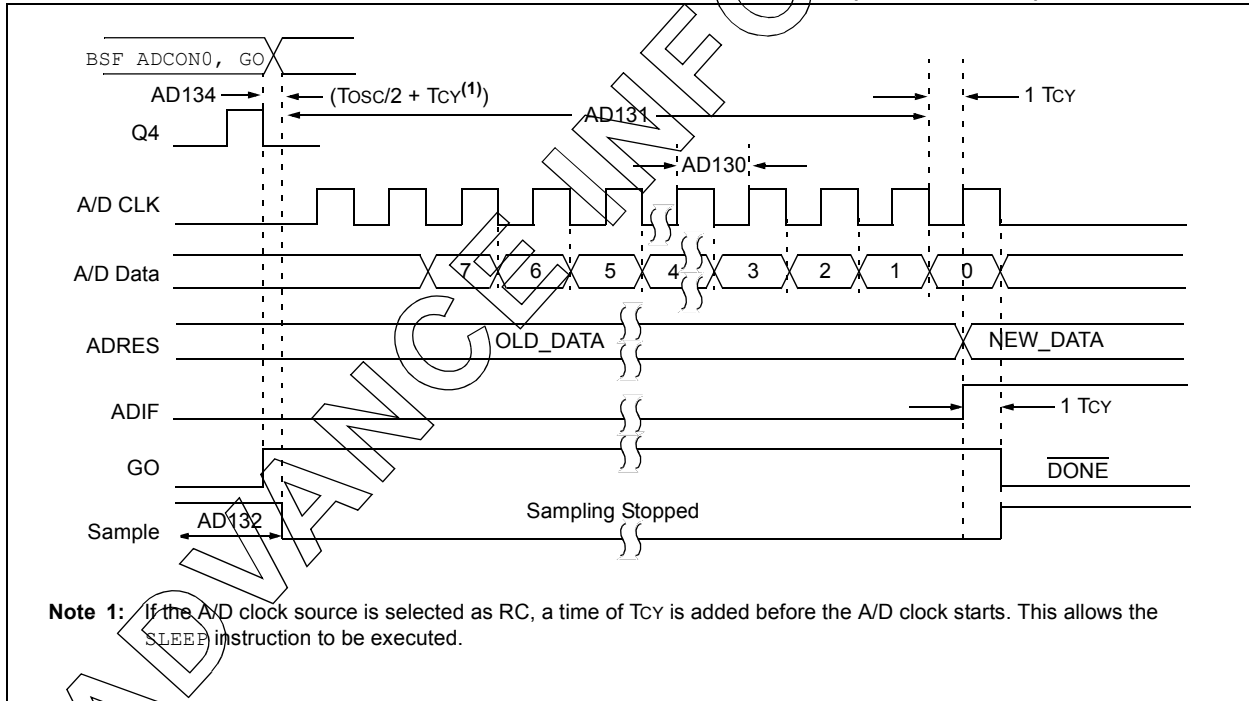 BSF ADCON0, GO
AD134 (TOSC/2 + TCY(1)) 1 TCY
AD131
Q4
AD130
A/D CLK
A/D Data 7 6 5 4 3 2 1 0
ADRES OLD_DATA NEW_DATA
ADIF 1 TCY
GO DONE
Sample AD132 Sampling Stopped
Note 1: If the A/D clock source is selected as RC, a time of TCY is added before the A/D clock starts. This allows the
SLEEP instruction to be executed.
ADVANCE INFO